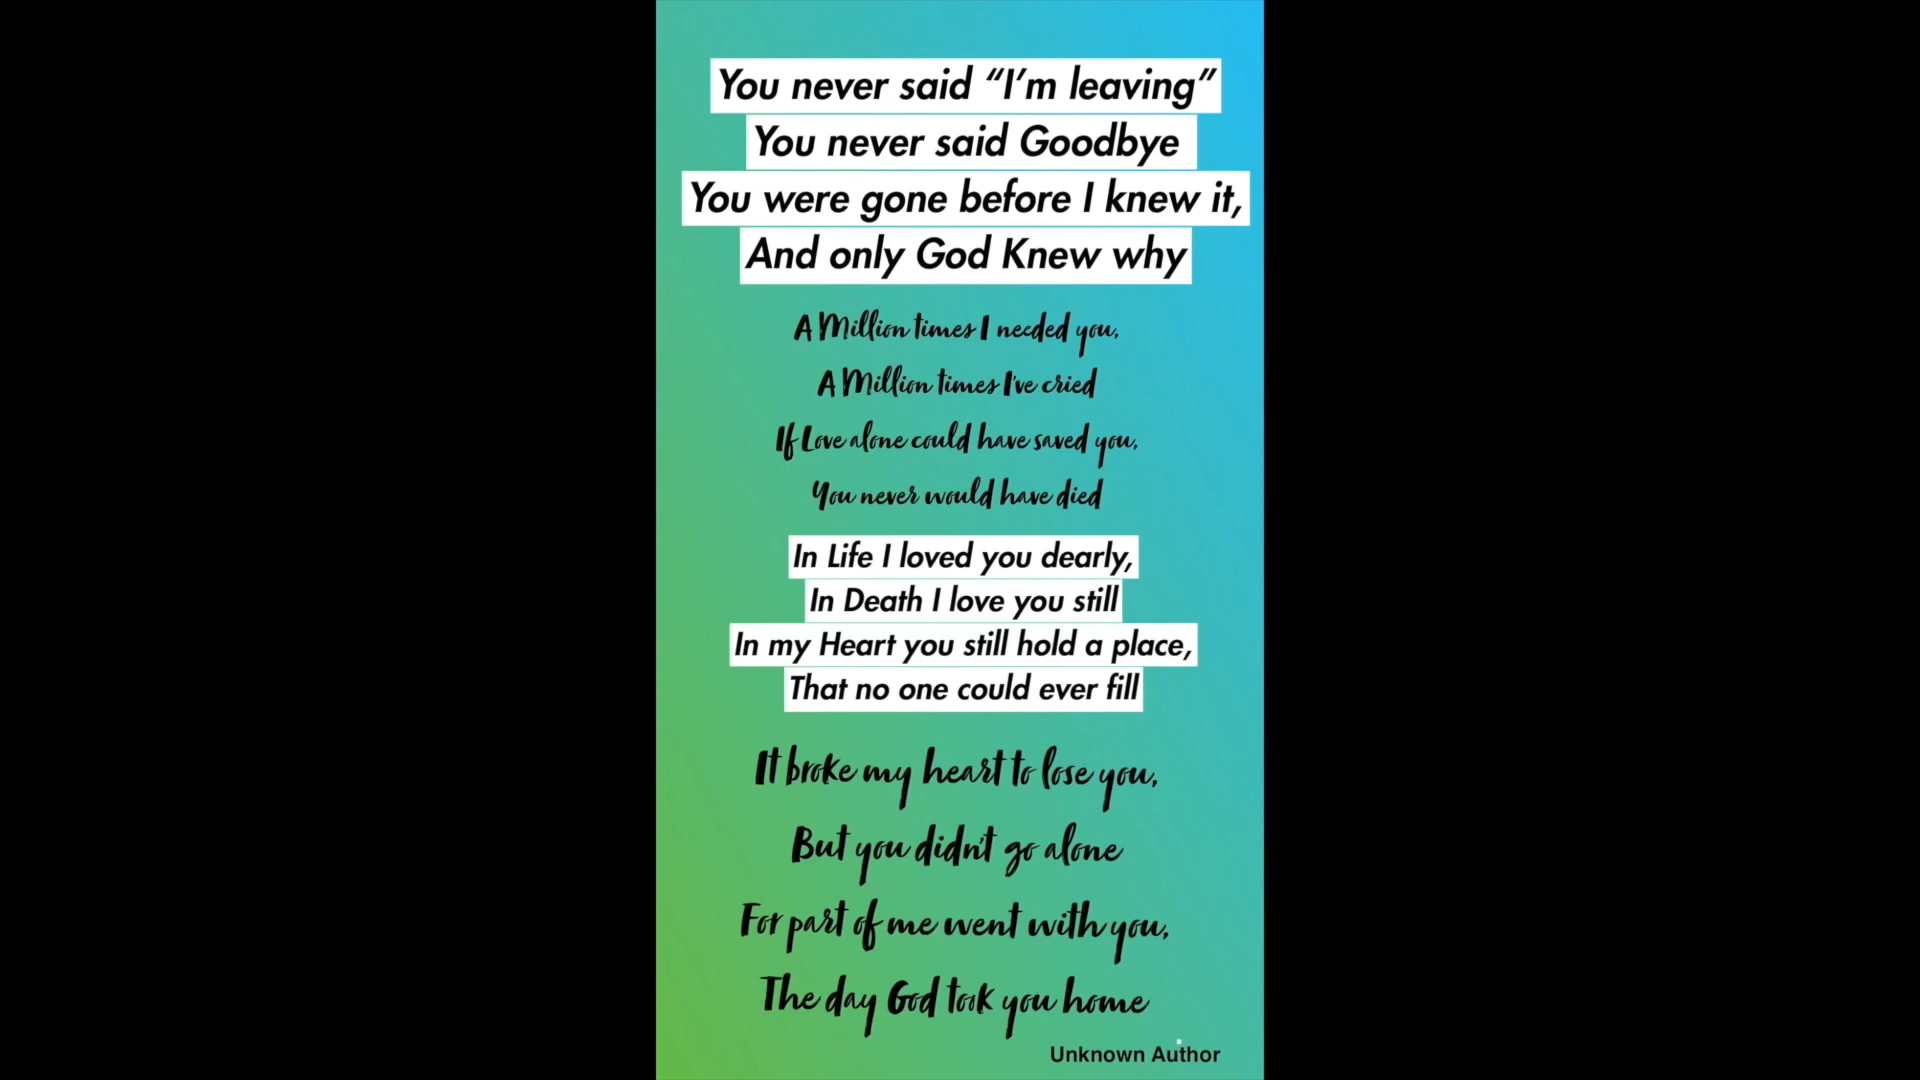 You never said “I’m leaving”
You never said Goodbye
You were gone before I knew it,
And only God Knew why
A Million times I needed you,
A Million times I've cried
If Love alone could have saved you,
You never would have died
In Life I loved you dearly,
In Death I love you still
In my Heart you still hold a place,
That no one could ever fill
It broke my heart to lose you,
But you didn't go alone
For part of me went with you,
The day God took you home
Unknown Author